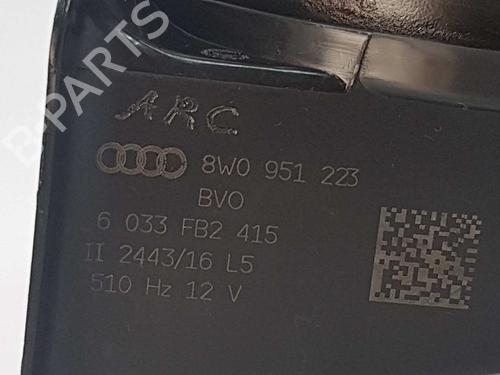 B-PARTS
ARC
8W0 951 223
BVO
6 033 FB2 415
II 2443/16 L5
510 Hz 12 V